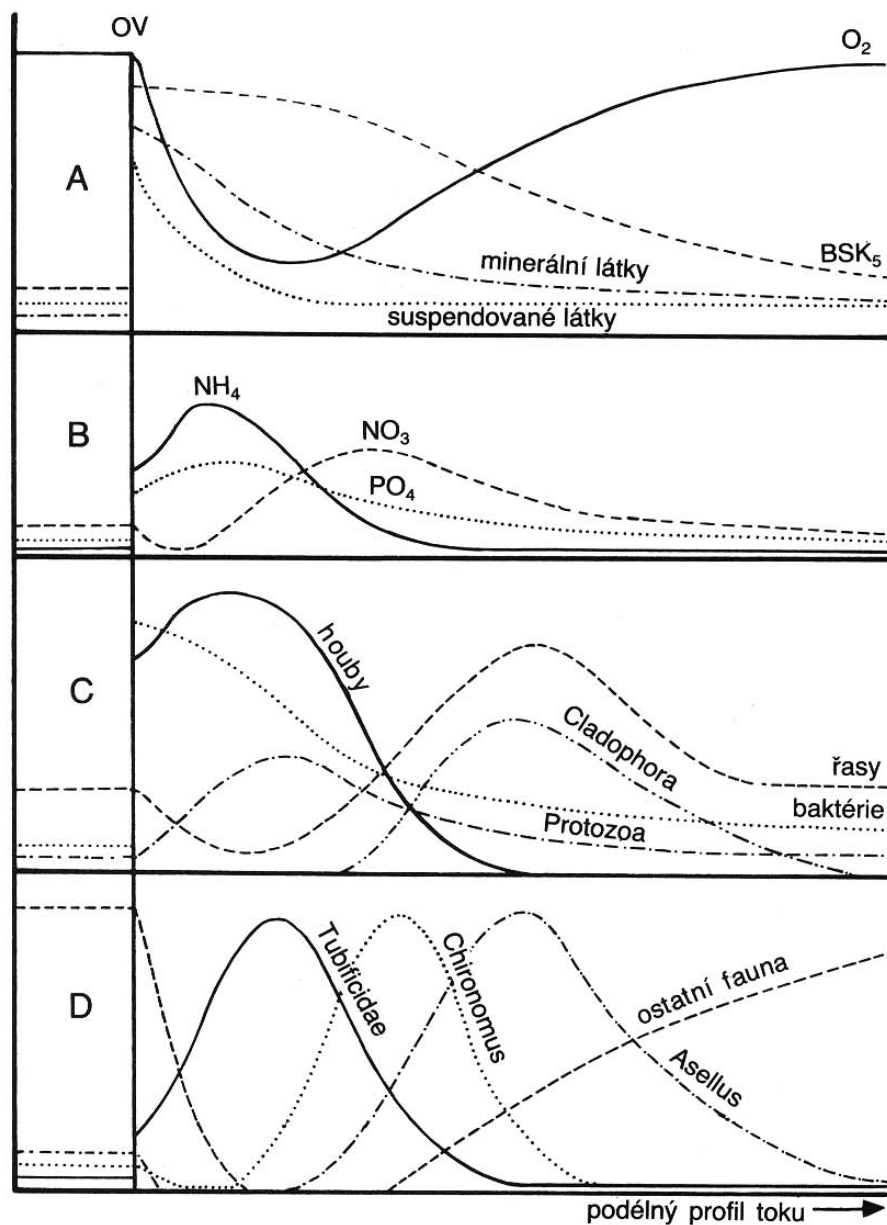 OV
O₂
A
BSK₅
minerální látky
suspendované látky
NH₄
B
NO₃
PO₄
houby
C
Cladophora
řasy
baktérie
Protozoa
Tubificidae
Chironomus
D
ostatní fauna
Asellus
podélný profil toku